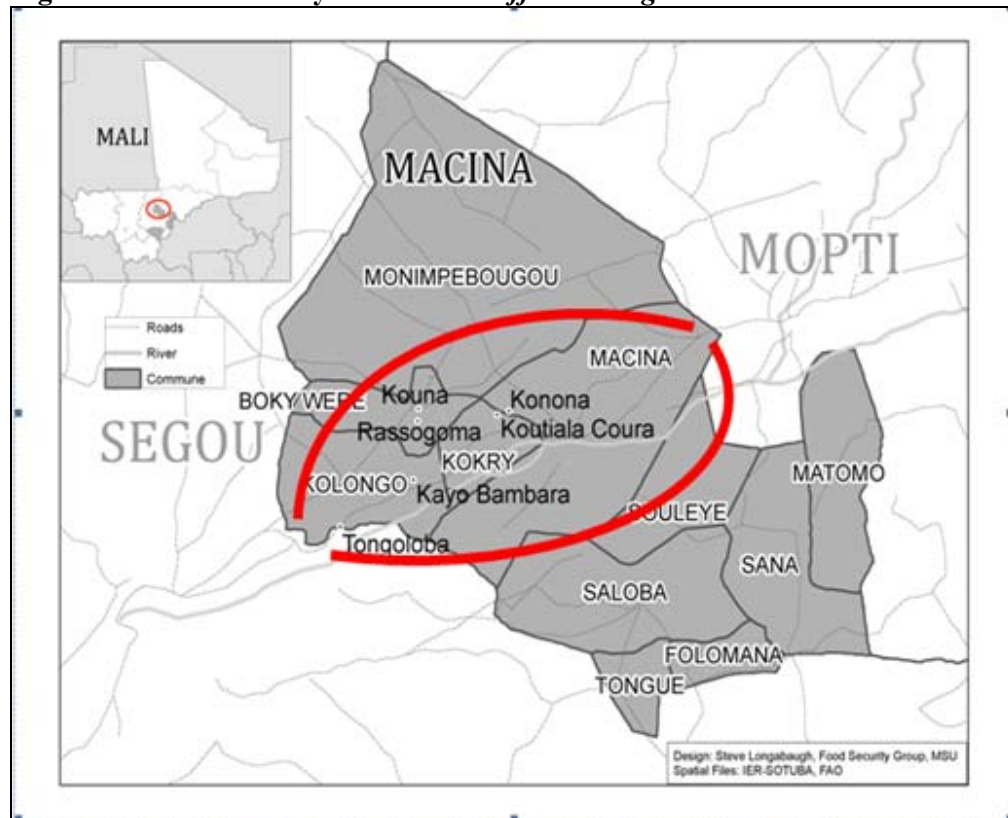 MALI
MACINA
MOPTI
MONIMPEBOUGOU
Roads
River
Commune
MACINA
BOKY WERE
Kouna
Konona
SEGOU
Rassogoma
Koutiala Coura
KOKRY
MATOMO
KOLONGO
Kayo Bambara
SOULEYE
Tongoloba
SANA
SALOBA
FOLOMANA
TONGUE
Design: Steve Longabaugh, Food Security Group, MSU
Spatial Files: IER-SOTUBA, FAO